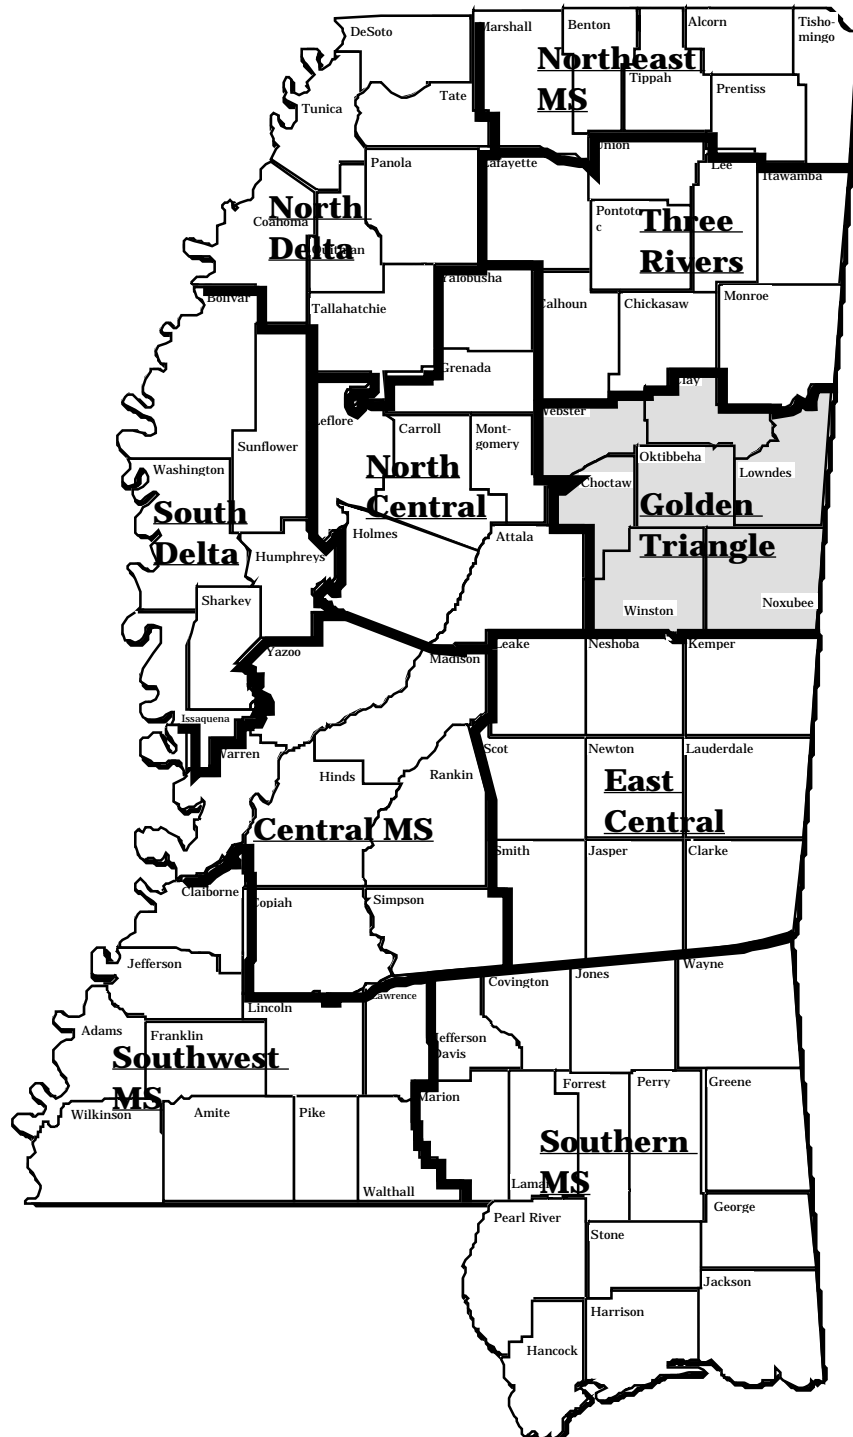 DeSoto
Marshall
Benton
Alcorn
Tisho-
mingo
Northeast
MS
Tippah
Prentiss
Tate
Tunica
Panola
Lafayette
Union
Lee
Itawamba
Pontoto
c
Three
Rivers
North
Delta
Coahoma
Quitman
Bolivar
Tallahatchie
Yalobusha
Calhoun
Chickasaw
Monroe
Grenada
Clay
Webster
Leflore
Carroll
Mont-
gomery
Sunflower
Washington
North
Central
Oktibbeha
Lowndes
Choctaw
Golden
Triangle
South
Delta
Humphreys
Holmes
Attala
Sharkey
Winston
Noxubee
Yazoo
Madison
Leake
Neshoba
Kemper
Issaquena
Warren
Hinds
Rankin
Scot
Newton
Lauderdale
East
Central
Central MS
Smith
Jasper
Clarke
Claiborne
Copiah
Simpson
Jefferson
Lincoln
Lawrence
Covington
Jones
Wayne
Adams
Franklin
Jefferson
Davis
Southwest
MS
Wilkinson
Amite
Pike
Marion
Forrest
Perry
Greene
Southern
MS
Walthall
Lamar
Pearl River
George
Stone
Jackson
Harrison
Hancock